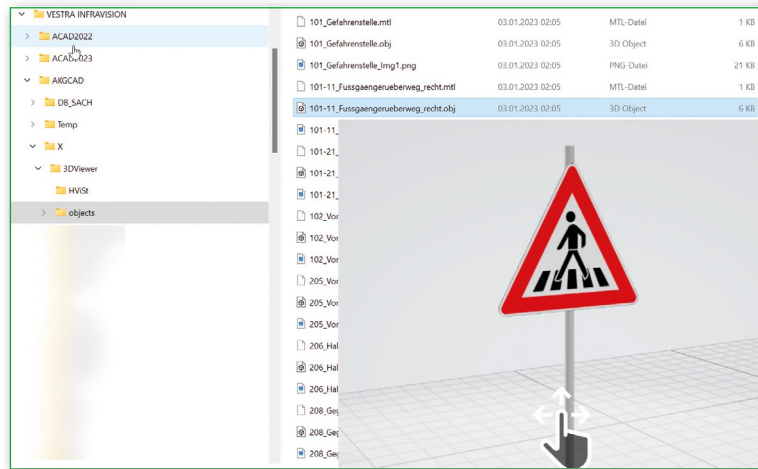 VESTRA INFRAVISION
ACAD2022
ACAD2023
AKGCAD
DB_SACH
Temp
X
3DViewer
HViSt
objects
101_Gefahrenstelle.mtl 03.01.2023 02:05 MTL-Datei 1 KB
101_Gefahrenstelle.obj 03.01.2023 02:05 3D Object 6 KB
101_Gefahrenstelle_Img1.png 03.01.2023 02:05 PNG-Datei 21 KB
101-11_Fussgaengerueberweg_recht.mtl 03.01.2023 02:05 MTL-Datei 1 KB
101-11_Fussgaengerueberweg_recht.obj 03.01.2023 02:05 3D Object 6 KB
101-11_
101-21_
101-21_
101-21_
102_Vor
102_Vor
102_Vor
205_Vor
205_Vor
205_Vor
206_Hal
206_Hal
206_Hal
208_Geg
208_Geg
208_Geg